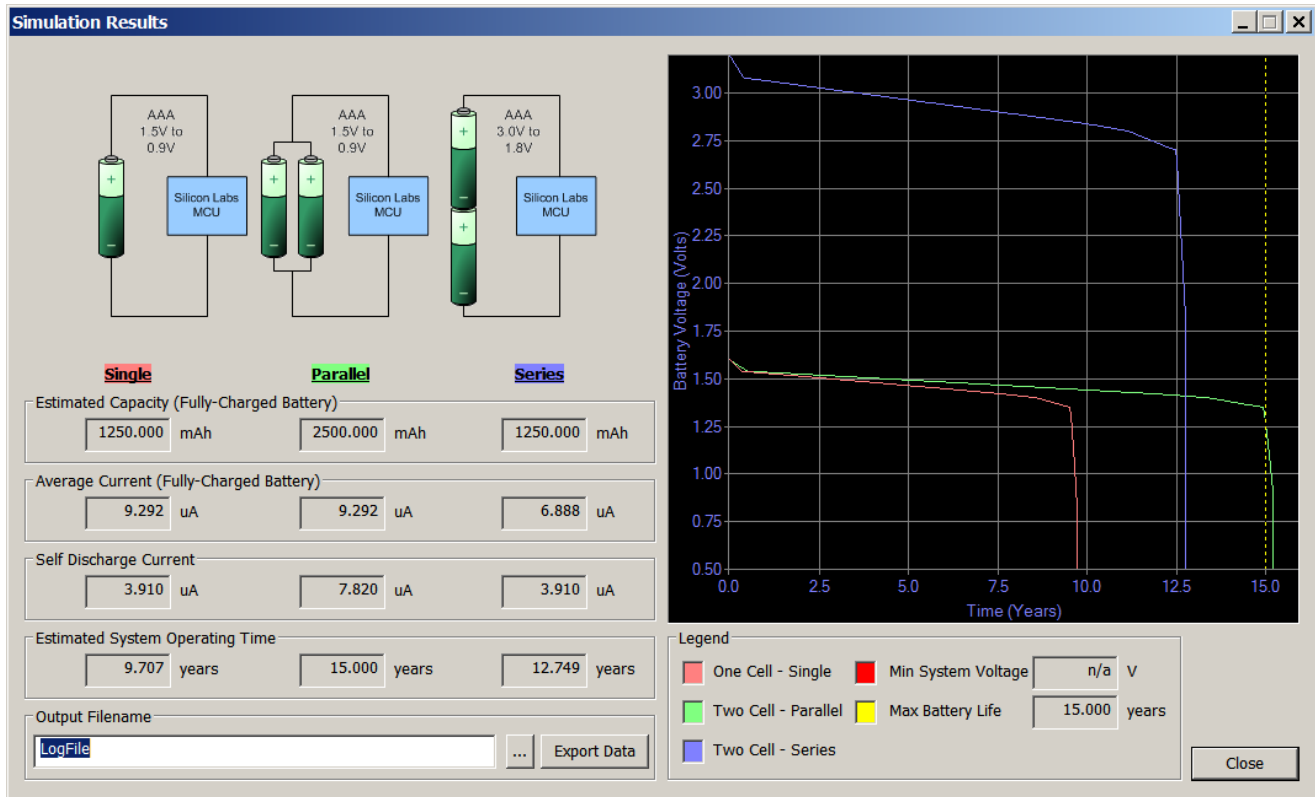 Simulation Results
AAA
1.5V to
0.9V
Silicon Labs
MCU
AAA
1.5V to
0.9V
Silicon Labs
MCU
AAA
3.0V to
1.8V
Silicon Labs
MCU
+
−
+
−
+
−
+
−
+
−
Single
Parallel
Series
Estimated Capacity (Fully-Charged Battery)
1250.000 mAh 2500.000 mAh 1250.000 mAh
Average Current (Fully-Charged Battery)
9.292 uA 9.292 uA 6.888 uA
Self Discharge Current
3.910 uA 7.820 uA 3.910 uA
Estimated System Operating Time
9.707 years 15.000 years 12.749 years
Output Filename
LogFile ... Export Data
Battery Voltage (Volts)
3.00
2.75
2.50
2.25
2.00
1.75
1.50
1.25
1.00
0.75
0.50
0.0 2.5 5.0 7.5 10.0 12.5 15.0
Time (Years)
Legend
One Cell - Single
Two Cell - Parallel
Two Cell - Series
Min System Voltage n/a V
Max Battery Life 15.000 years
Close